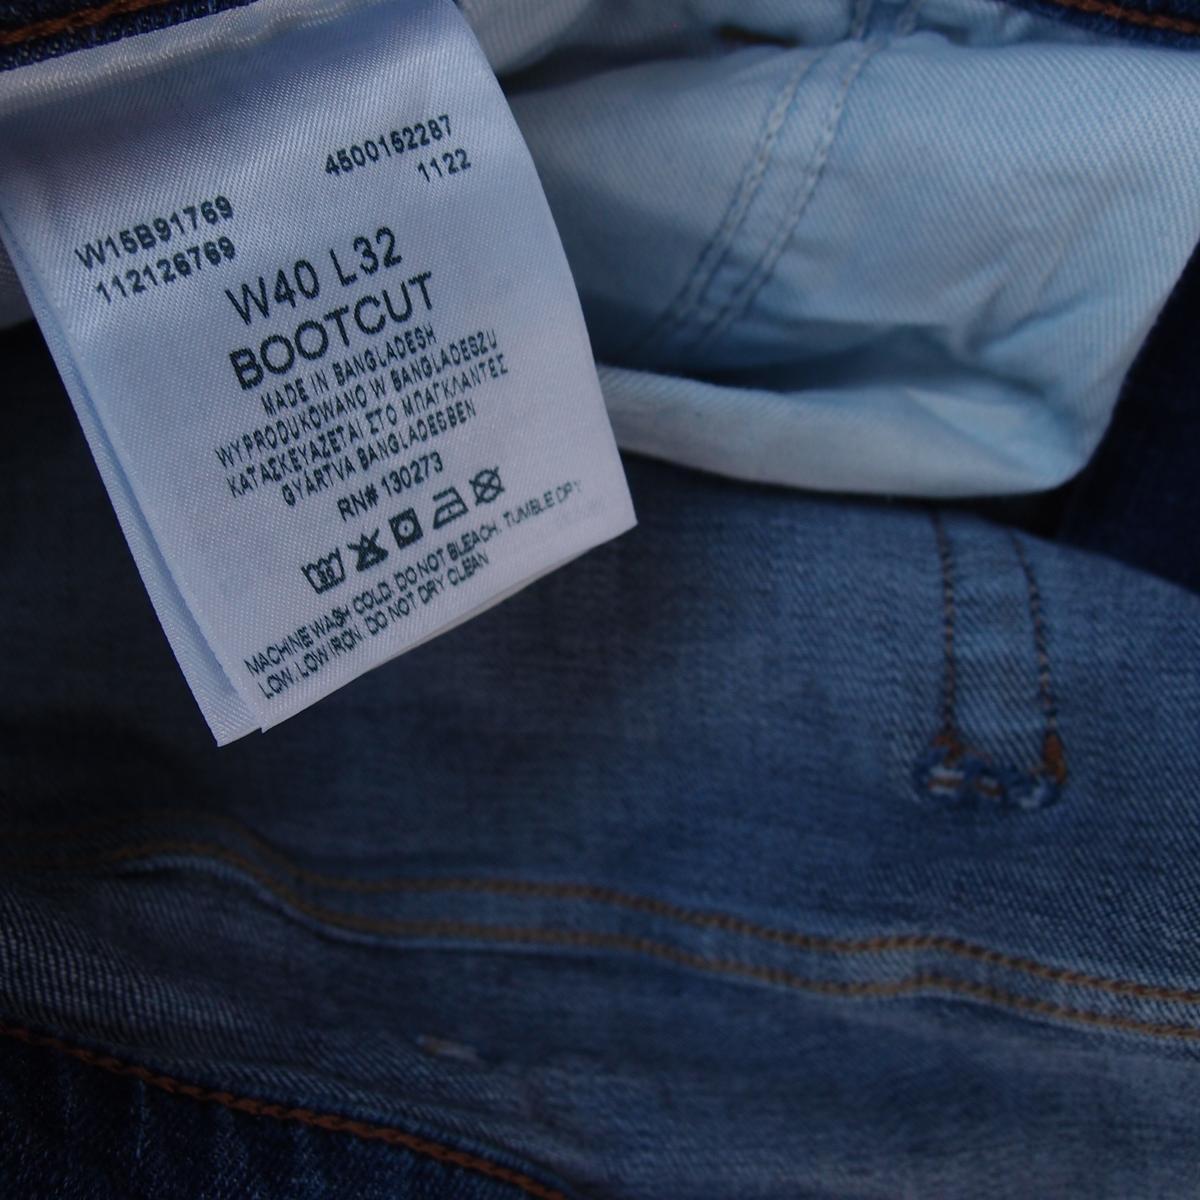 4500152287
1122
W15B91769
112126769
W40 L32
BOOTCUT
MADE IN BANGLADESH
WYPRODUKOWANO W BANGLADESZU
ΚΑΤΑΣΚΕΥΑΖΕΤΑΙ ΣΤΟ ΜΠΑΓΚΛΑΝΤΕΣ
GYÁRTVA BANGLADESBEN
RN# 130273
MACHINE WASH COLD. DO NOT BLEACH. TUMBLE DRY
LOW. LOW IRON. DO NOT DRY CLEAN